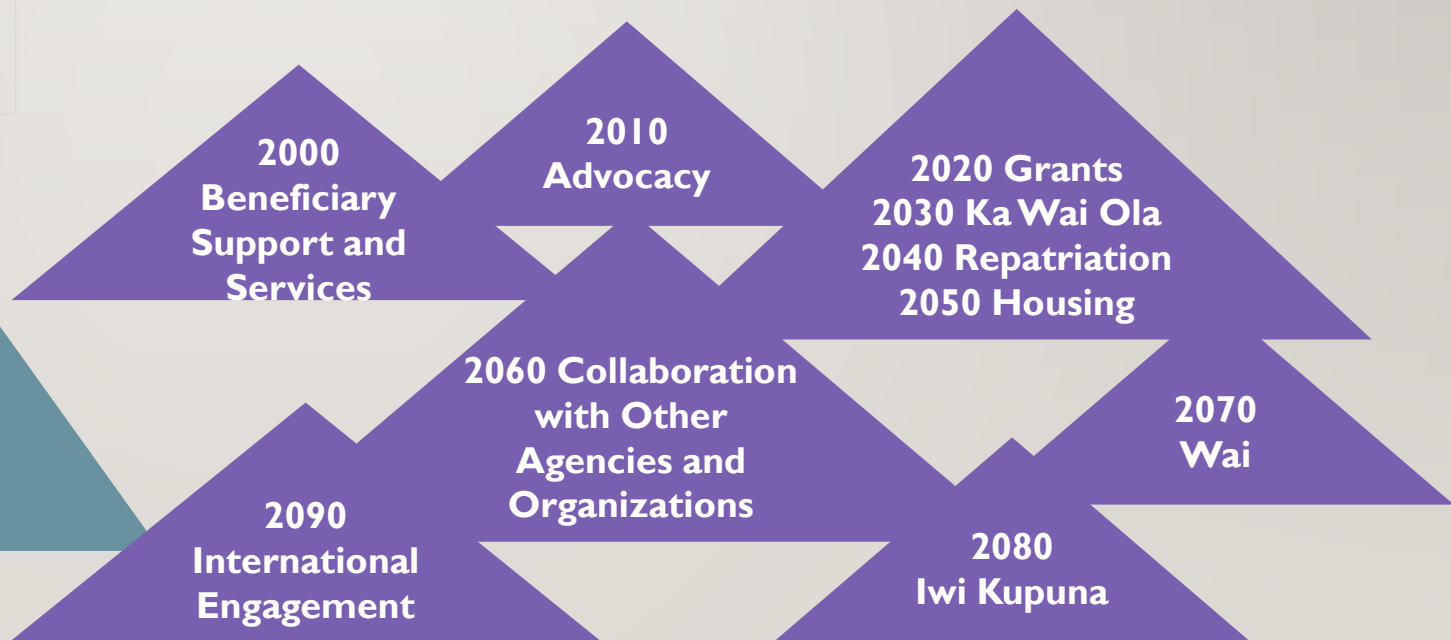 2000
Beneficiary
Support and
Services
2010
Advocacy
2020 Grants
2030 Ka Wai Ola
2040 Repatriation
2050 Housing
2060 Collaboration
with Other
Agencies and
Organizations
2070
Wai
2080
Iwi Kupuna
2090
International
Engagement